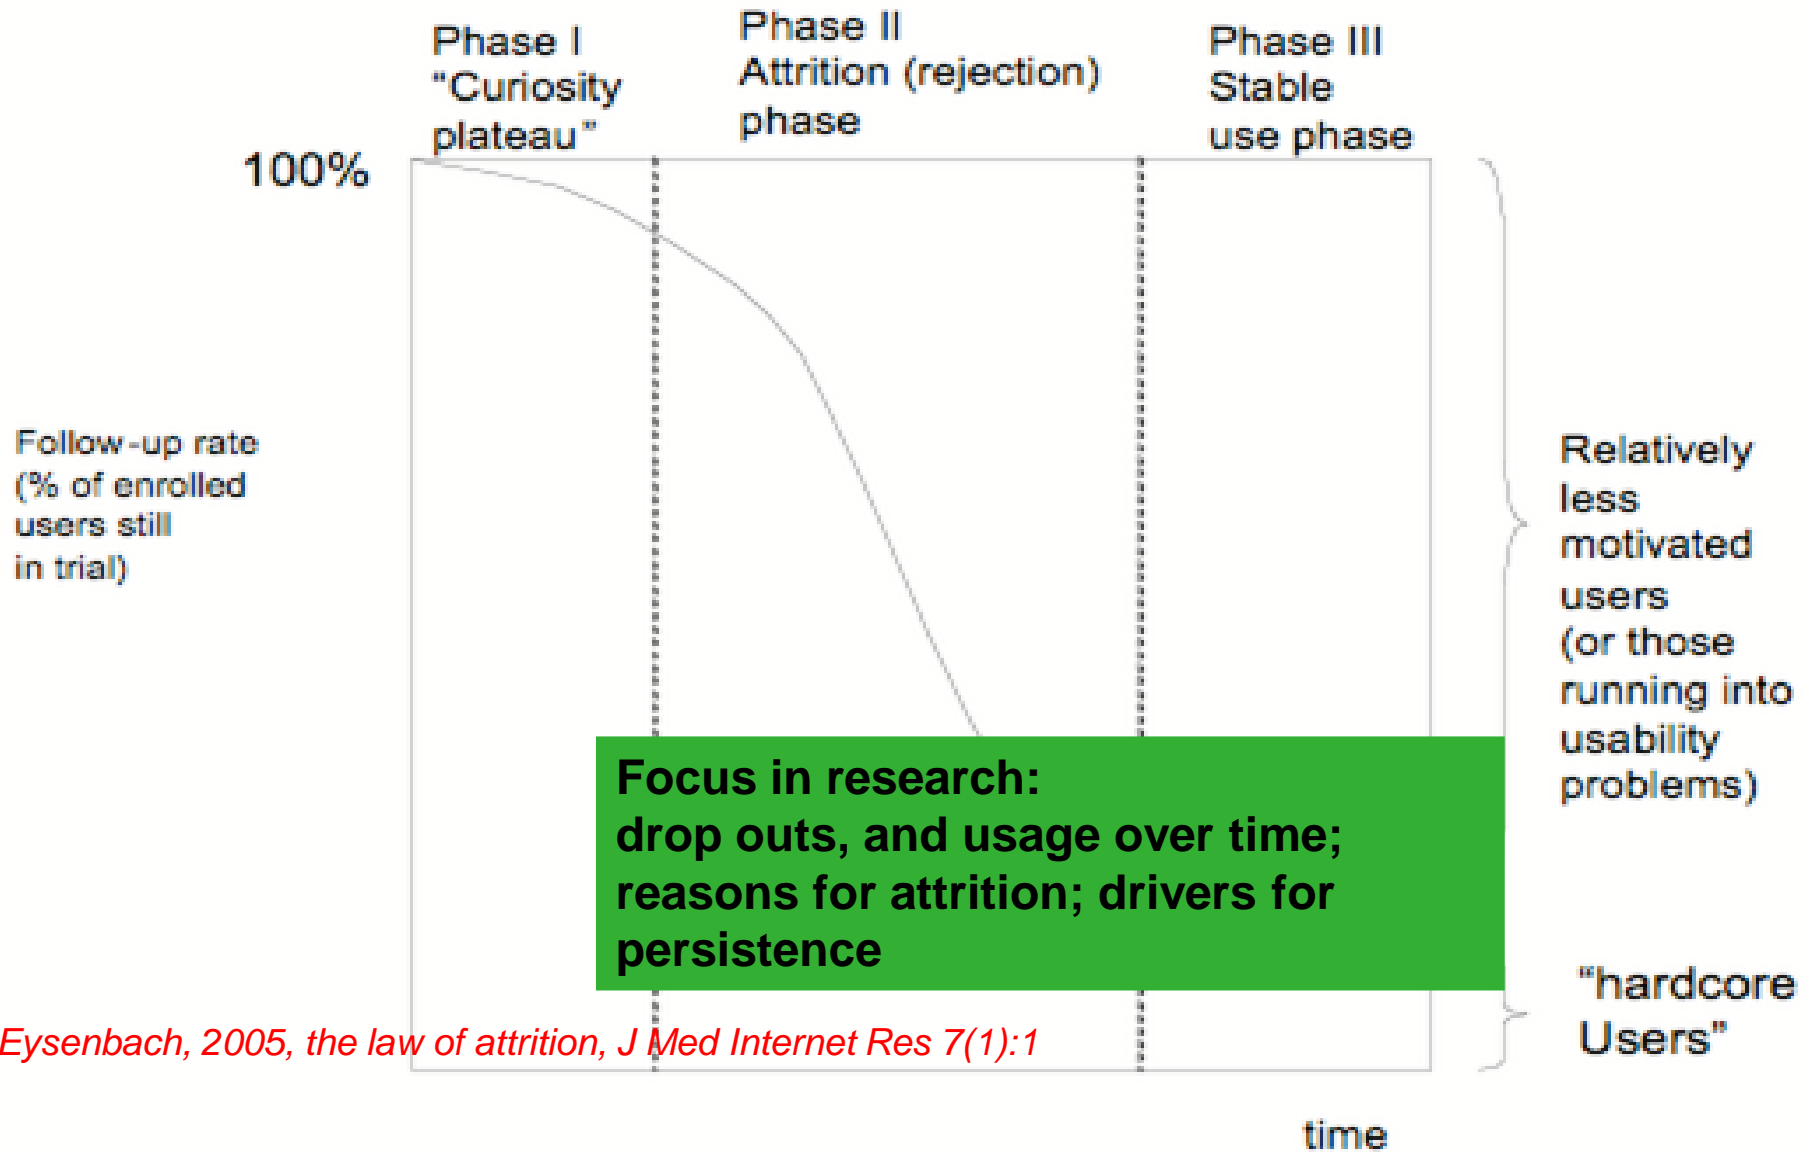 Phase I
“Curiosity
plateau”
Phase II
Attrition (rejection)
phase
Phase III
Stable
use phase
100%
Follow-up rate
(% of enrolled
users still
in trial)
Relatively
less
motivated
users
(or those
running into
usability
problems)
Focus in research:
drop outs, and usage over time;
reasons for attrition; drivers for
persistence
“hardcore
Users”
Eysenbach, 2005, the law of attrition, J Med Internet Res 7(1):1
time